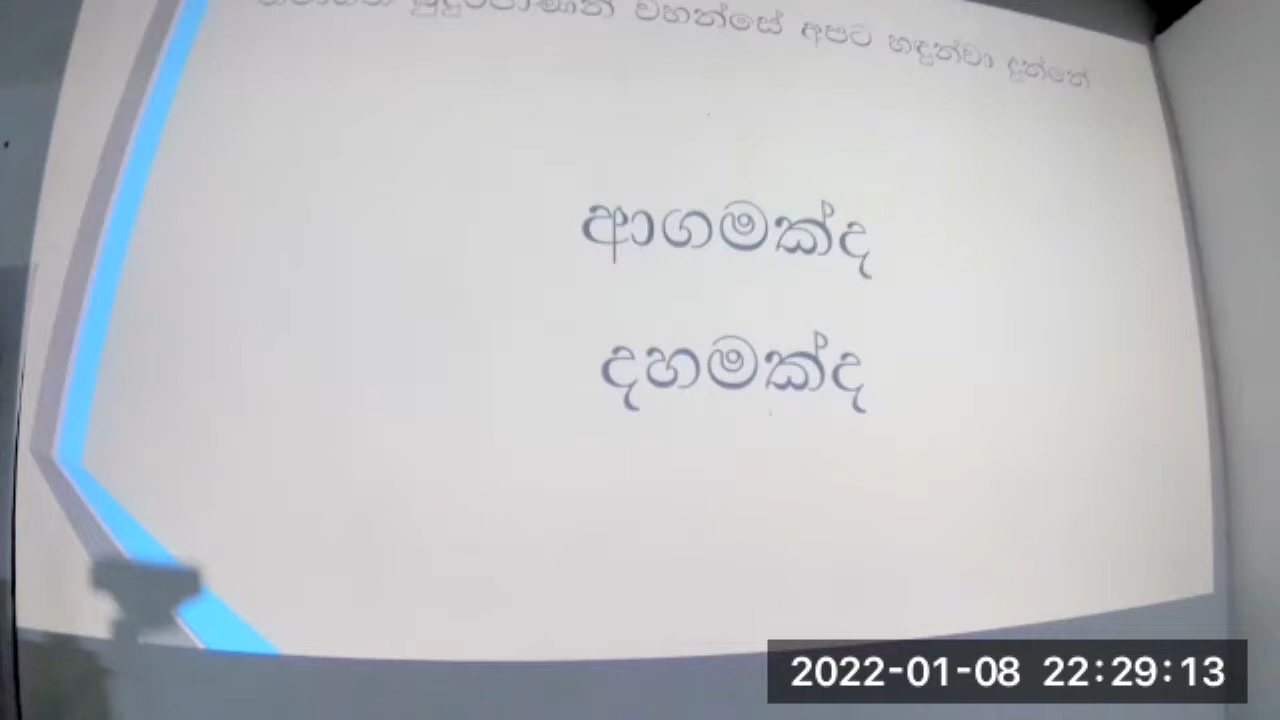 වහන්සේ අපට හඳුන්වා දුන්නේ
ආගමක්ද
දහමක්ද
2022-01-08 22:29:13